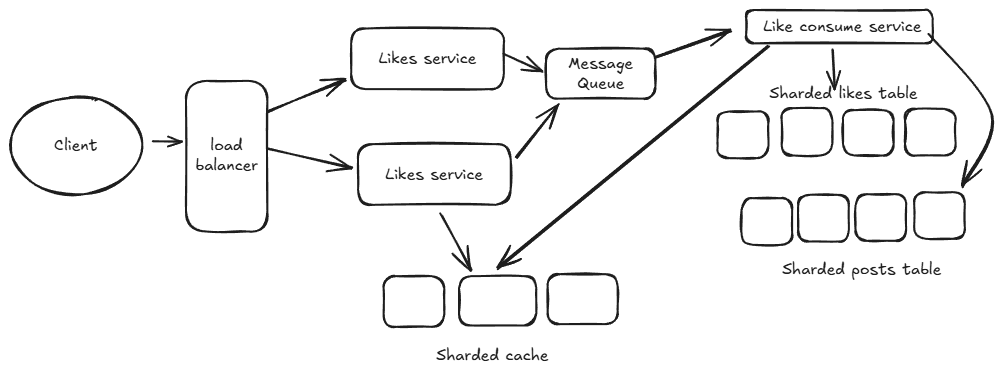 Client
load
balancer
Likes service
Likes service
Message
Queue
Like consume service
Sharded likes table
Sharded posts table
Sharded cache